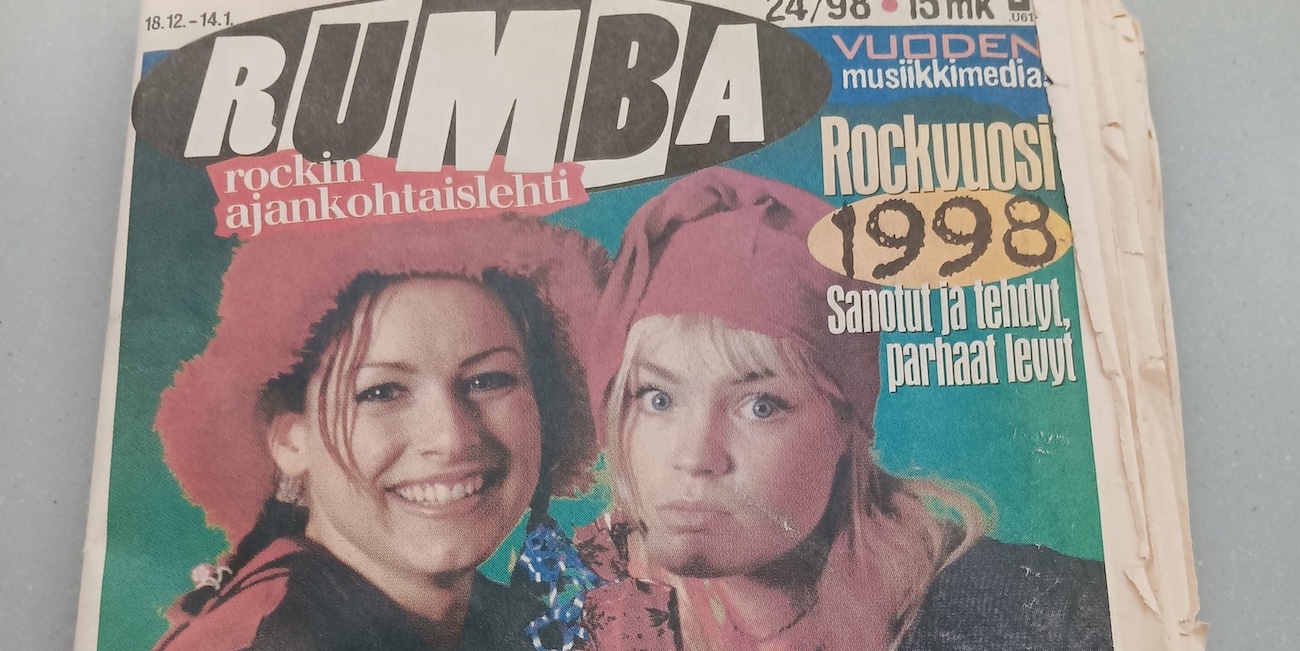 18.12.-14.1.
24/98 • 15 mk
RUMBA
rockin
ajankohtaislehti
VUODEN
musiikkimedia
Rockvuosi
1998
Sanotut ja tehdyt,
parhaat levyt